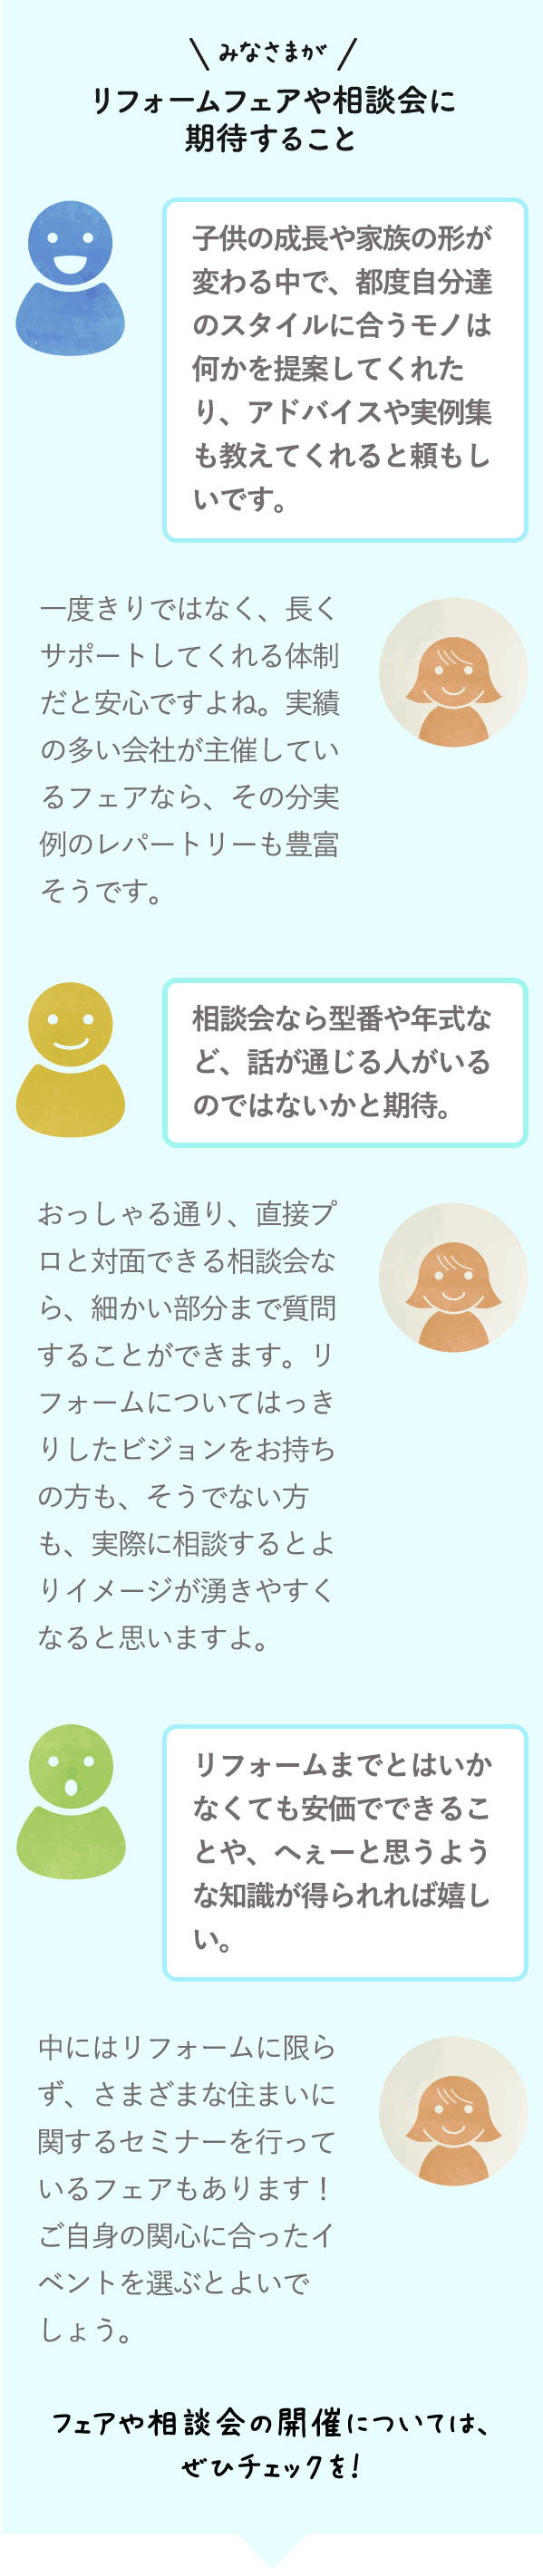 みなさまが
リフォームフェアや相談会に
期待すること
子供の成長や家族の形が
変わる中で、都度自分達
のスタイルに合うモノは
何かを提案してくれた
り、アドバイスや実例集
も教えてくれると頼もし
いです。
一度きりではなく、長く
サポートしてくれる体制
だと安心ですよね。実績
の多い会社が主催してい
るフェアなら、その分実
例のレパートリーも豊富
そうです。
相談会なら型番や年式な
ど、話が通じる人がいる
のではないかと期待。
おっしゃる通り、直接プ
ロと対面できる相談会な
ら、細かい部分まで質問
することができます。リ
フォームについてはっき
りしたビジョンをお持ち
の方も、そうでない方
も、実際に相談するとよ
りイメージが湧きやすく
なると思いますよ。
リフォームまでとはいか
なくても安価でできるこ
とや、へぇーと思うよう
な知識が得られれば嬉し
い。
中にはリフォームに限ら
ず、さまざまな住まいに
関するセミナーを行って
いるフェアもあります！
ご自身の関心に合ったイ
ベントを選ぶとよいで
しょう。
フェアや相談会の開催については、
ぜひチェックを!